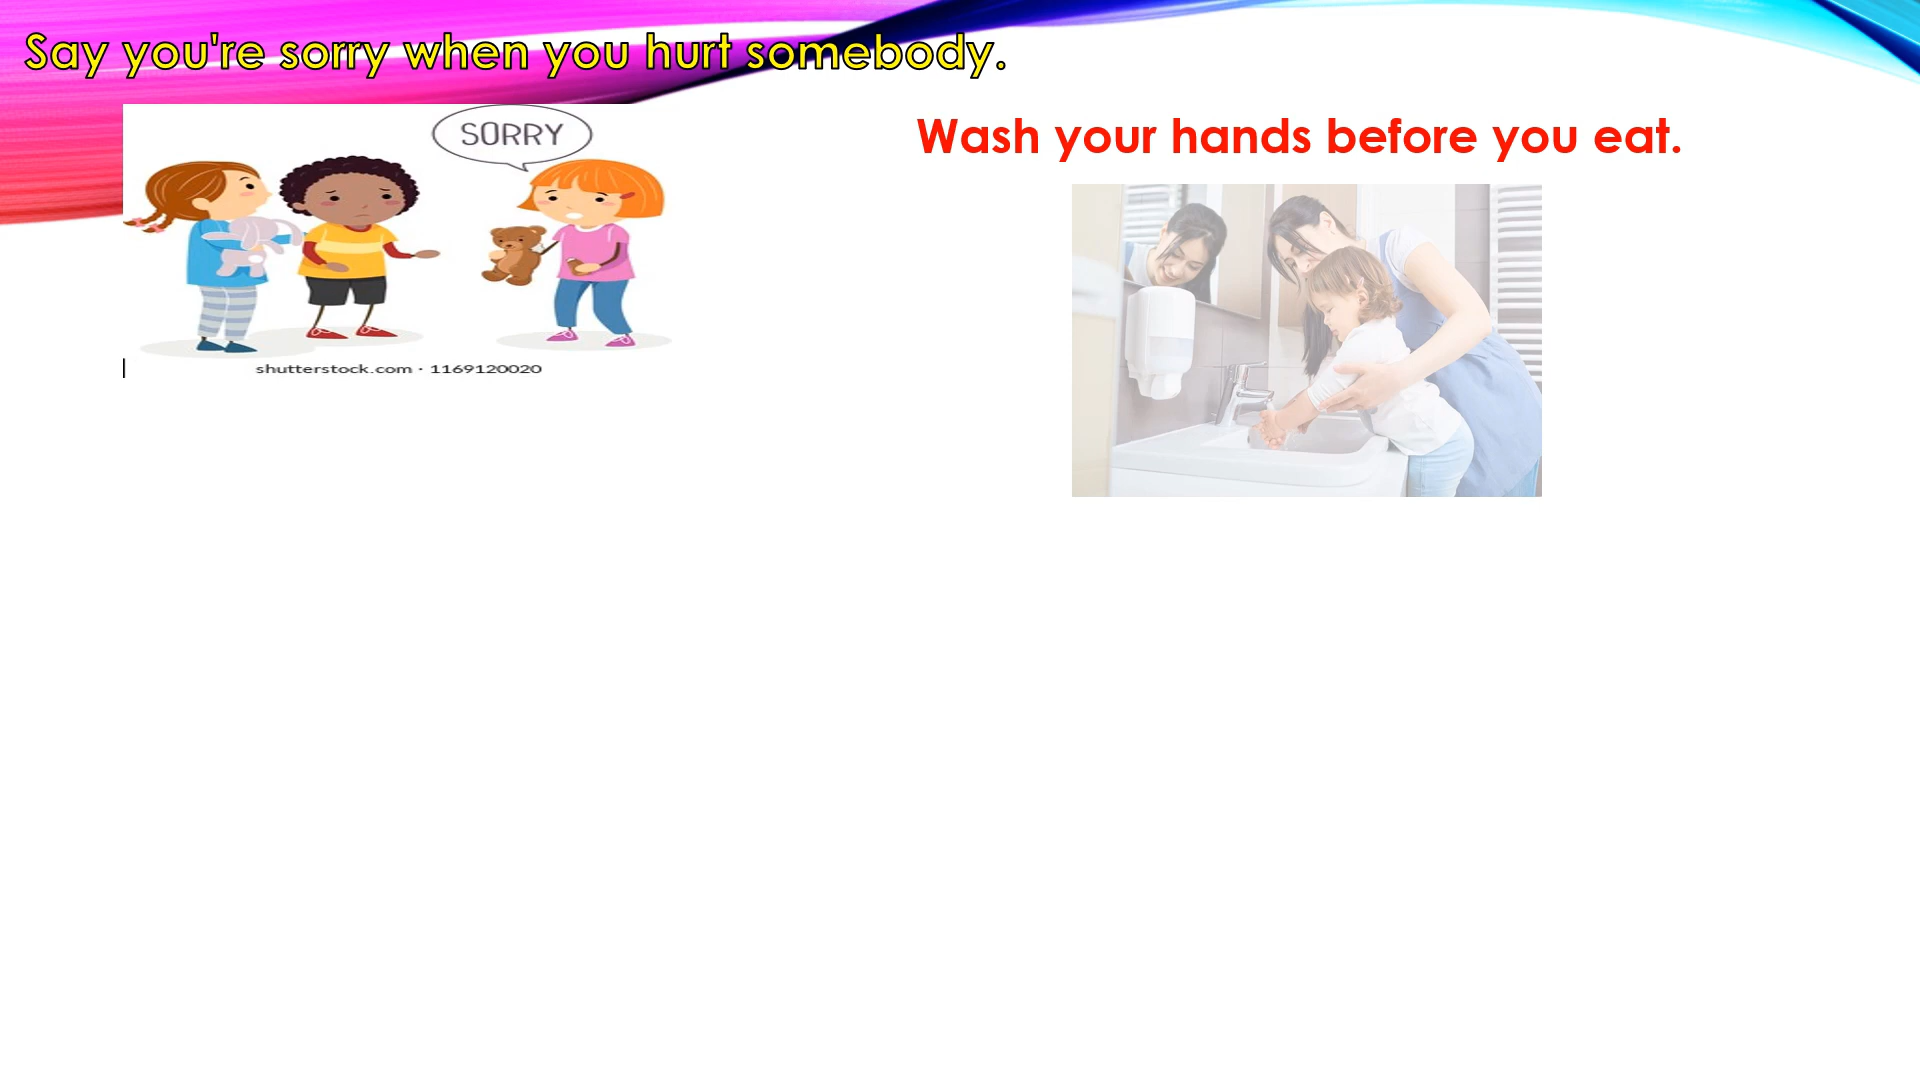 Say you're sorry when you hurt somebody.
SORRY
Wash your hands before you eat.
shutterstock.com · 1169120020